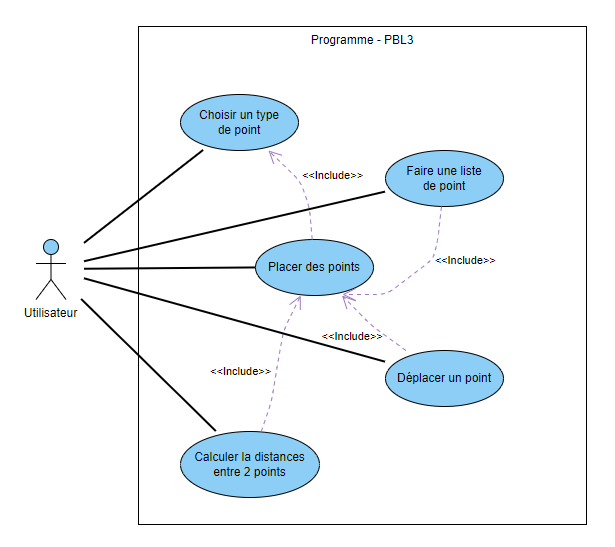 Programme - PBL3
Choisir un type
de point
<<Include>>
Faire une liste
de point
Placer des points
<<Include>>
Utilisateur
<<Include>>
<<Include>>
Déplacer un point
Calculer la distances
entre 2 points